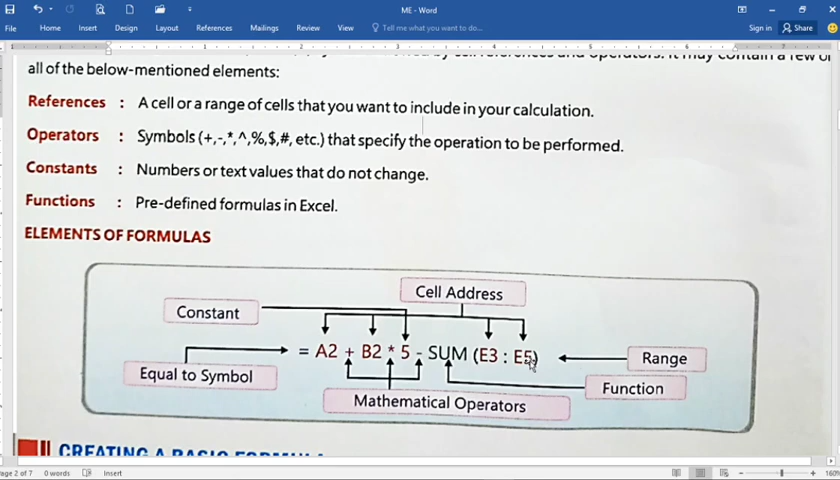 ME - Word
Sign in Share
File Home Insert Design Layout References Mailings Review View Tell me what you want to do...
all of the below-mentioned elements:
References : A cell or a range of cells that you want to include in your calculation.
Operators : Symbols (+,-,*,^,%,$,#, etc.) that specify the operation to be performed.
Constants : Numbers or text values that do not change.
Functions : Pre-defined formulas in Excel.
ELEMENTS OF FORMULAS
Cell Address
Constant
= A2 + B2 * 5 - SUM (E3 : E5)
Range
Equal to Symbol
Function
Mathematical Operators
CREATING A BASIC FORMULA
Page 2 of 7 0 words Insert 160%